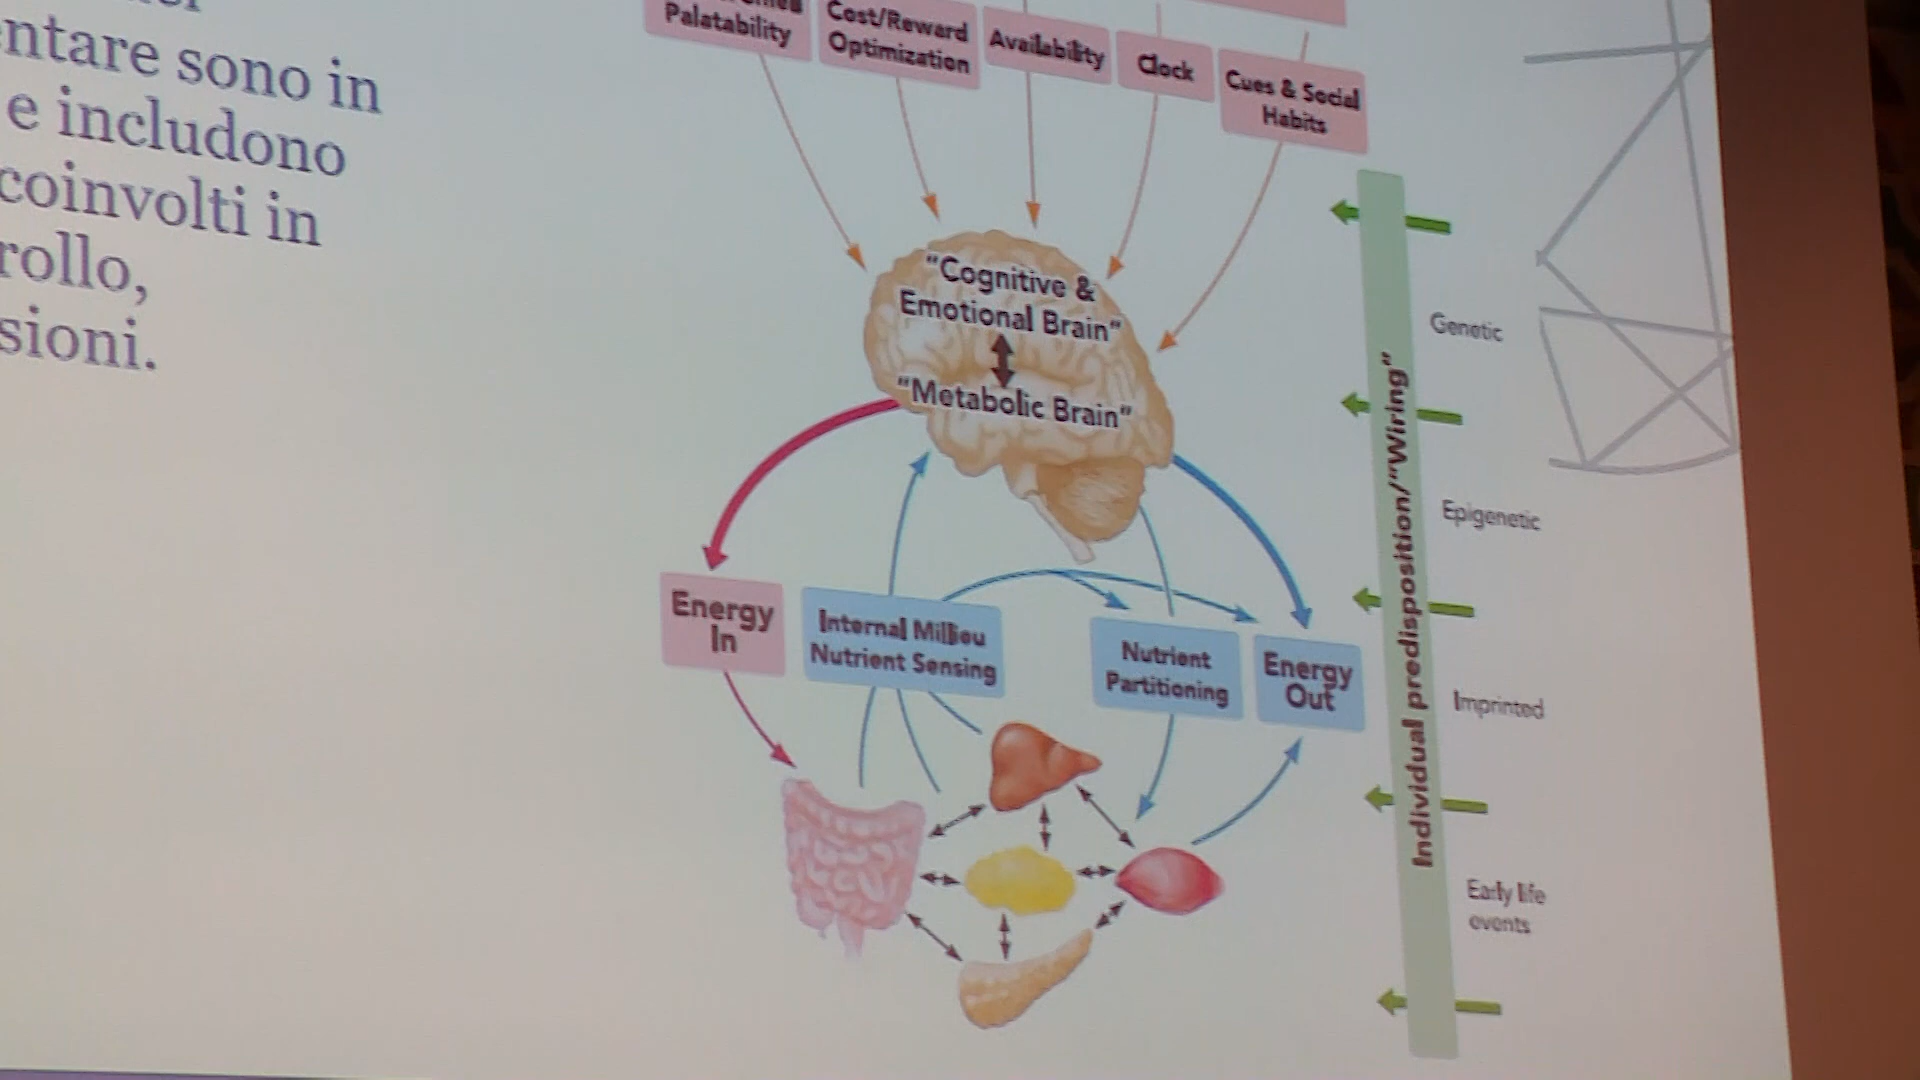 ntare sono in
e includono
coinvolti in
rollo,
sioni.
Palatability
Cost/Reward
Optimization
Availability
Clock
Cues & Social
Habits
"Cognitive &
Emotional Brain"
"Metabolic Brain"
Energy
In
Internal Milieu
Nutrient Sensing
Nutrient
Partitioning
Energy
Out
Individual predisposition/"Wiring"
Genetic
Epigenetic
Imprinted
Early life
events